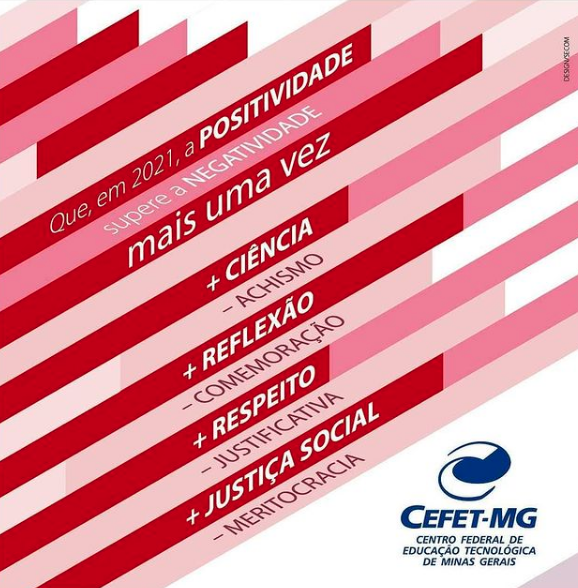 DESIGN/SECOM
Que, em 2021, a POSITIVIDADE
supere a NEGATIVIDADE
mais uma vez
+ CIÊNCIA
– ACHISMO
+ REFLEXÃO
– COMEMORAÇÃO
+ RESPEITO
– JUSTIFICATIVA
+ JUSTIÇA SOCIAL
– MERITOCRACIA
CEFET-MG
CENTRO FEDERAL DE
EDUCAÇÃO TECNOLÓGICA
DE MINAS GERAIS